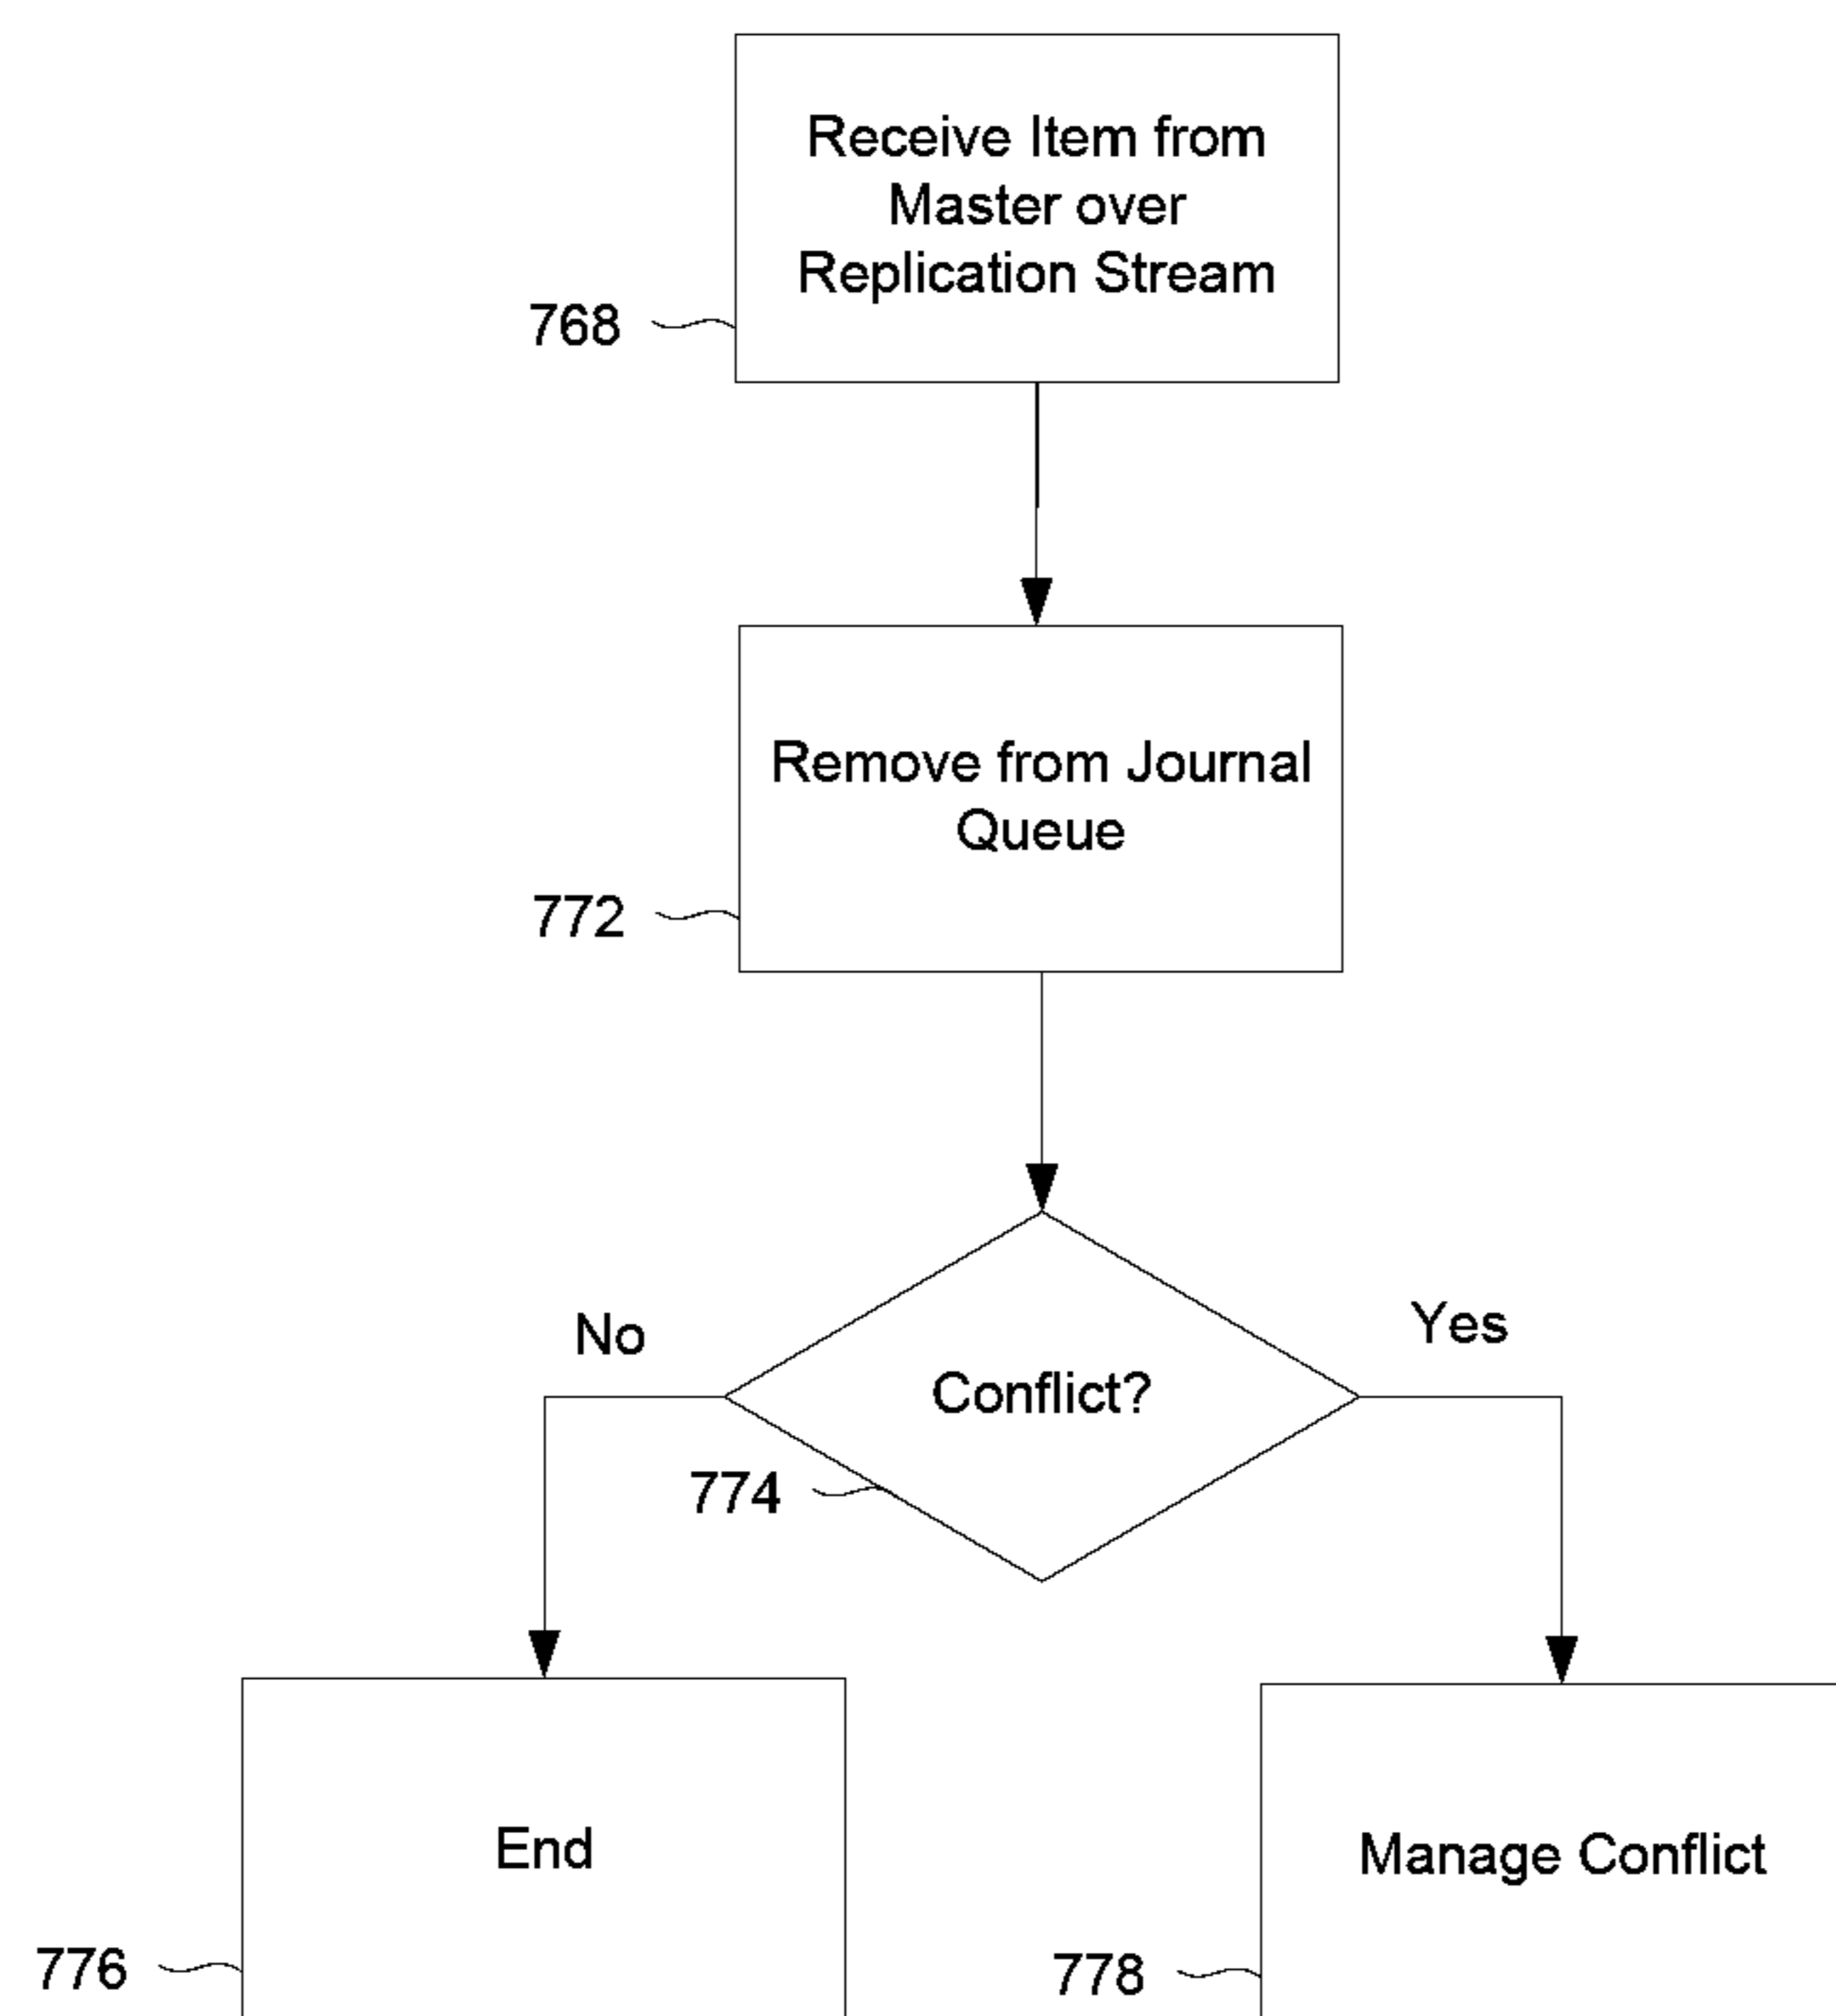 Receive Item from
Master over
Replication Stream
768
Remove from Journal
Queue
772
No
Yes
Conflict?
774
End
Manage Conflict
776
778